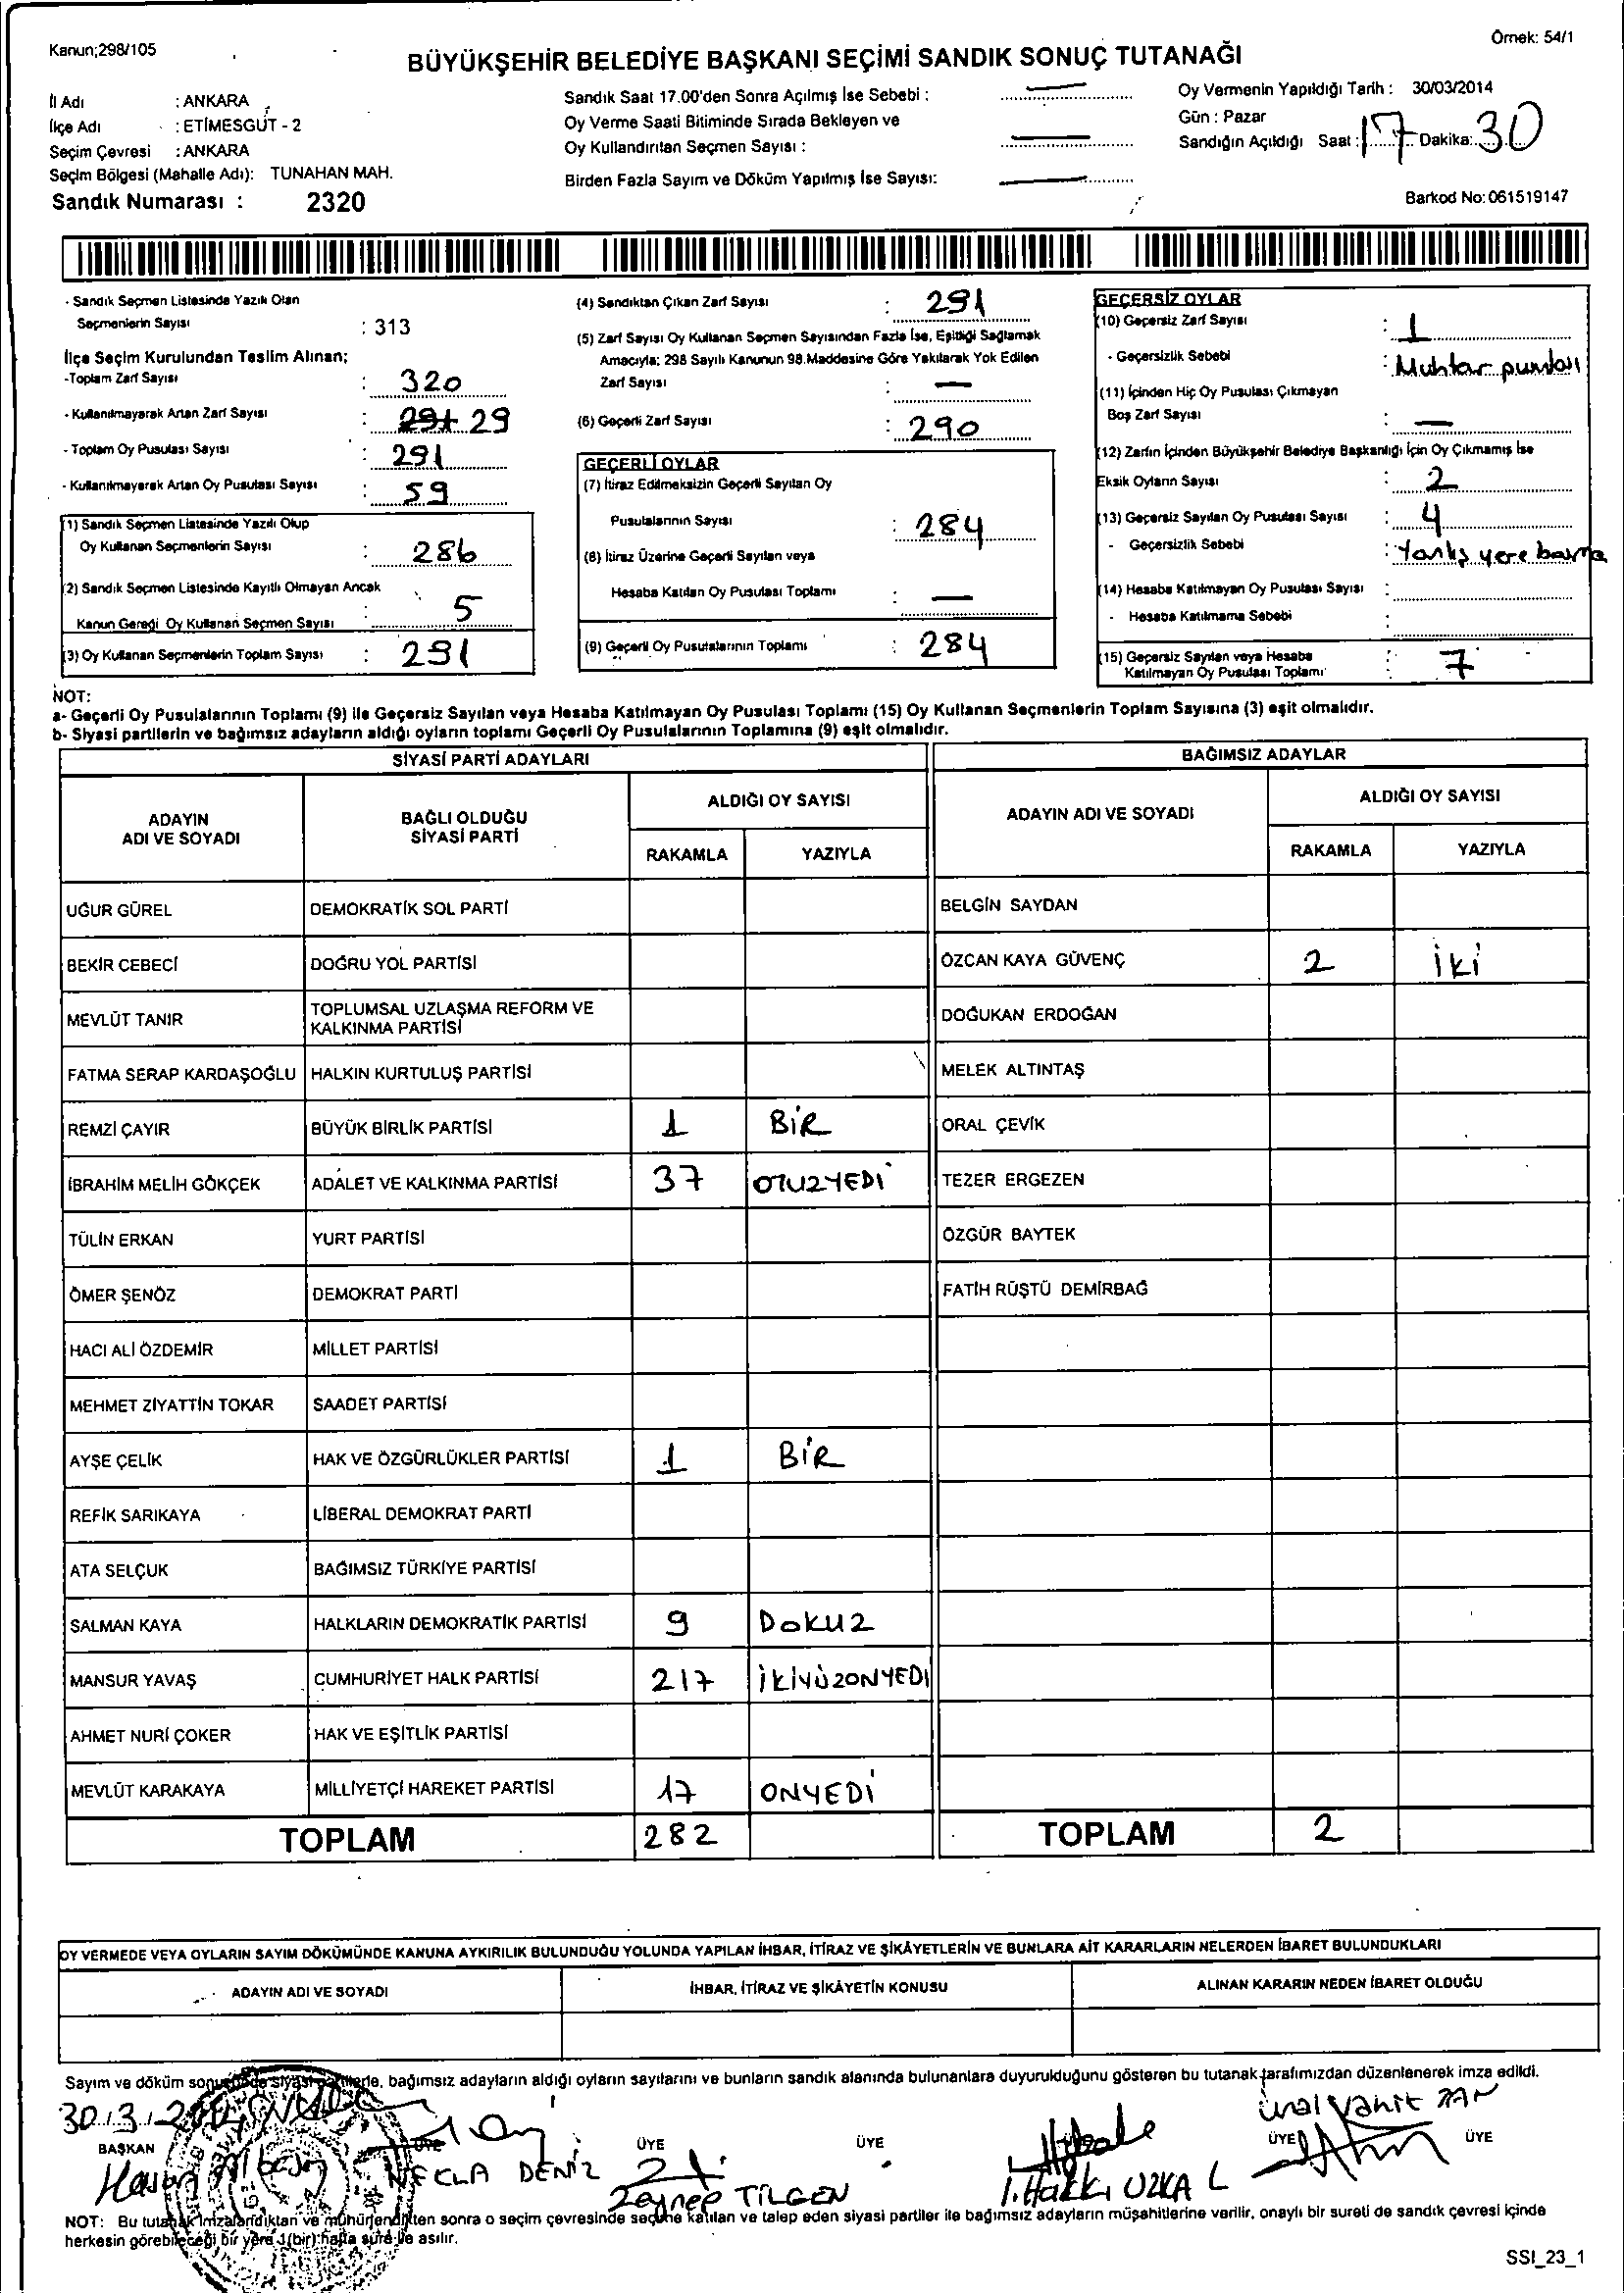 Kanun;298/105
Örnek: 54/1
BÜYÜKŞEHİR BELEDİYE BAŞKANI SEÇİMİ SANDIK SONUÇ TUTANAĞI
İl Adı : ANKARA
İlçe Adı : ETİMESGUT - 2
Seçim Çevresi : ANKARA
Seçim Bölgesi (Mahalle Adı): TUNAHAN MAH.
Sandık Numarası : 2320
Sandık Saat 17.00'den Sonra Açılmış İse Sebebi : —
Oy Verme Saati Bitiminde Sırada Bekleyen ve
Oy Kullandırılan Seçmen Sayısı : —
Birden Fazla Sayım ve Döküm Yapılmış İse Sayısı: —
Oy Vermenin Yapıldığı Tarih : 30/03/2014
Gün : Pazar
Sandığın Açıldığı Saat : 17 Dakika: 30
Barkod No: 061519147
- Sandık Seçmen Listesinde Yazılı Olan
Seçmenlerin Sayısı : 313
İlçe Seçim Kurulundan Teslim Alınan;
-Toplam Zarf Sayısı : 320
- Kullanılmayarak Artan Zarf Sayısı : 291 29
- Toplam Oy Pusulası Sayısı : 291
- Kullanılmayarak Artan Oy Pusulası Sayısı : 59
(1) Sandık Seçmen Listesinde Yazılı Olup
Oy Kullanan Seçmenlerin Sayısı : 286
(2) Sandık Seçmen Listesinde Kayıtlı Olmayan Ancak
Kanun Gereği Oy Kullanan Seçmen Sayısı : 5
(3) Oy Kullanan Seçmenlerin Toplam Sayısı : 291
(4) Sandıktan Çıkan Zarf Sayısı : 291
(5) Zarf Sayısı Oy Kullanan Seçmen Sayısından Fazla İse, Eşitliği Sağlamak
Amacıyla; 298 Sayılı Kanunun 98.Maddesine Göre Yakılarak Yok Edilen
Zarf Sayısı : —
(6) Geçerli Zarf Sayısı : 290
GEÇERLİ OYLAR
(7) İtiraz Edilmeksizin Geçerli Sayılan Oy
Pusulalarının Sayısı : 284
(8) İtiraz Üzerine Geçerli Sayılan veya
Hesaba Katılan Oy Pusulası Toplamı : —
(9) Geçerli Oy Pusulalarının Toplamı : 284
GEÇERSİZ OYLAR
(10) Geçersiz Zarf Sayısı : 1
- Geçersizlik Sebebi : Muhtar
(11) İçinden Hiç Oy Pusulası Çıkmayan
Boş Zarf Sayısı : —
(12) Zarfın İçinden Büyükşehir Belediye Başkanlığı İçin Oy Çıkmamış İse
Eksik Oyların Sayısı : 2
(13) Geçersiz Sayılan Oy Pusulası Sayısı : 4
- Geçersizlik Sebebi : Yanlış yere basma
(14) Hesaba Katılmayan Oy Pusulası Sayısı :
- Hesaba Katılmama Sebebi :
(15) Geçersiz Sayılan veya Hesaba
Katılmayan Oy Pusulası Toplamı : 7
NOT:
a- Geçerli Oy Pusulalarının Toplamı (9) ile Geçersiz Sayılan veya Hesaba Katılmayan Oy Pusulası Toplamı (15) Oy Kullanan Seçmenlerin Toplam Sayısına (3) eşit olmalıdır.
b- Siyasi partilerin ve bağımsız adayların aldığı oyların toplamı Geçerli Oy Pusulalarının Toplamına (9) eşit olmalıdır.
SİYASİ PARTİ ADAYLARI BAĞIMSIZ ADAYLAR
ADAYIN
ADI VE SOYADI
BAĞLI OLDUĞU
SİYASİ PARTİ
ALDIĞI OY SAYISI
RAKAMLA YAZIYLA
ADAYIN ADI VE SOYADI
ALDIĞI OY SAYISI
RAKAMLA YAZIYLA
UĞUR GÜREL DEMOKRATİK SOL PARTİ BELGİN SAYDAN
BEKİR CEBECİ DOĞRU YOL PARTİSİ ÖZCAN KAYA GÜVENÇ 2 İki
MEVLÜT TANIR TOPLUMSAL UZLAŞMA REFORM VE
KALKINMA PARTİSİ DOĞUKAN ERDOĞAN
FATMA SERAP KARDAŞOĞLU HALKIN KURTULUŞ PARTİSİ MELEK ALTINTAŞ
REMZİ ÇAYIR BÜYÜK BİRLİK PARTİSİ 1 BİR ORAL ÇEVİK
İBRAHİM MELİH GÖKÇEK ADALET VE KALKINMA PARTİSİ 37 OTUZYEDİ TEZER ERGEZEN
TÜLİN ERKAN YURT PARTİSİ ÖZGÜR BAYTEK
ÖMER ŞENÖZ DEMOKRAT PARTİ FATİH RÜŞTÜ DEMİRBAĞ
HACI ALİ ÖZDEMİR MİLLET PARTİSİ
MEHMET ZİYATTİN TOKAR SAADET PARTİSİ
AYŞE ÇELİK HAK VE ÖZGÜRLÜKLER PARTİSİ 1 BİR
REFİK SARIKAYA LİBERAL DEMOKRAT PARTİ
ATA SELÇUK BAĞIMSIZ TÜRKİYE PARTİSİ
SALMAN KAYA HALKLARIN DEMOKRATİK PARTİSİ 9 DOKUZ
MANSUR YAVAŞ CUMHURİYET HALK PARTİSİ 217 İKİYÜZONYEDİ
AHMET NURİ ÇOKER HAK VE EŞİTLİK PARTİSİ
MEVLÜT KARAKAYA MİLLİYETÇİ HAREKET PARTİSİ 17 ONYEDİ
TOPLAM 282 TOPLAM 2
OY VERMEDE VEYA OYLARIN SAYIM DÖKÜMÜNDE KANUNA AYKIRILIK BULUNDUĞU YOLUNDA YAPILAN İHBAR, İTİRAZ VE ŞİKÂYETLERİN VE BUNLARA AİT KARARLARIN NELERDEN İBARET BULUNDUKLARI
ADAYIN ADI VE SOYADI İHBAR, İTİRAZ VE ŞİKÂYETİN KONUSU ALINAN KARARIN NEDEN İBARET OLDUĞU
Sayım ve döküm sonucunda siyasi partilerle, bağımsız adayların aldığı oyların sayılarını ve bunların sandık alanında bulunanlara duyurulduğunu gösteren bu tutanak tarafımızdan düzenlenerek imza edildi.
30.3.2014
BAŞKAN ÜYE ÜYE ÜYE ÜYE ÜYE
Hasan NECLA DENİZ Zeynep TİLGEN İ.Hakkı UZKAL Ünal Vahit
NOT: Bu tutanak imzalandıktan ve mühürlendikten sonra o seçim çevresinde seçime katılan ve talep eden siyasi partiler ile bağımsız adayların müşahitlerine verilir, onaylı bir sureti de sandık çevresi içinde
herkesin görebileceği bir yere 1(bir) hafta süre ile asılır.
SSI_23_1